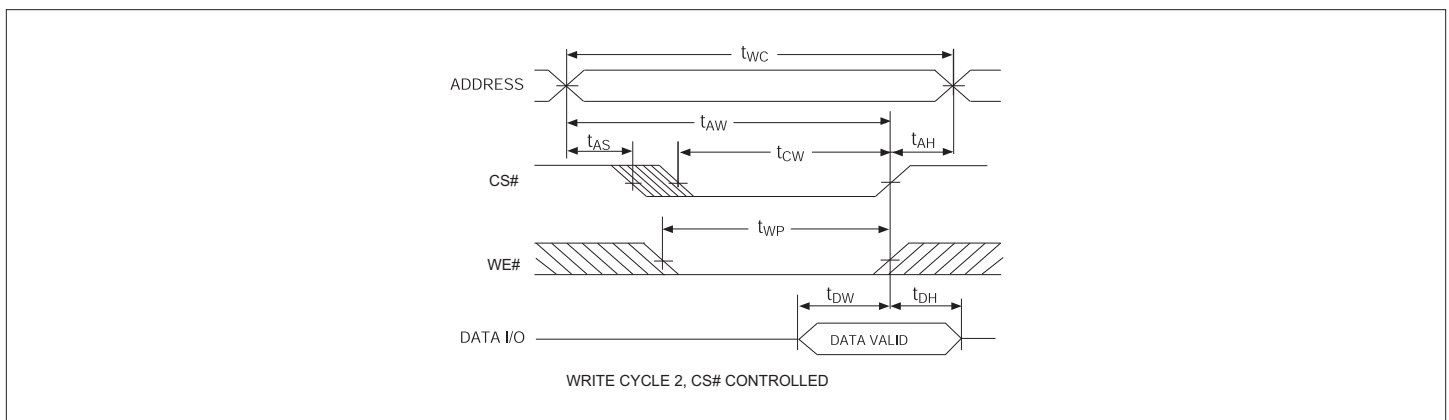 tWC
ADDRESS
tAW
tAS
tCW
tAH
CS#
tWP
WE#
tDW
tDH
DATA I/O
DATA VALID
WRITE CYCLE 2, CS# CONTROLLED